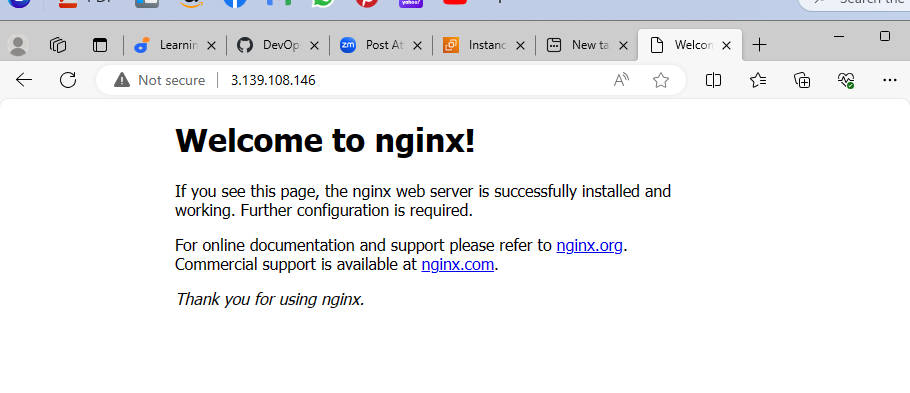 Search the
Learnin
DevOp
zm
Post At
Instanc
New ta
Welcon
Not secure
3.139.108.146
Welcome to nginx!
If you see this page, the nginx web server is successfully installed and
working. Further configuration is required.
For online documentation and support please refer to nginx.org.
Commercial support is available at nginx.com.
Thank you for using nginx.